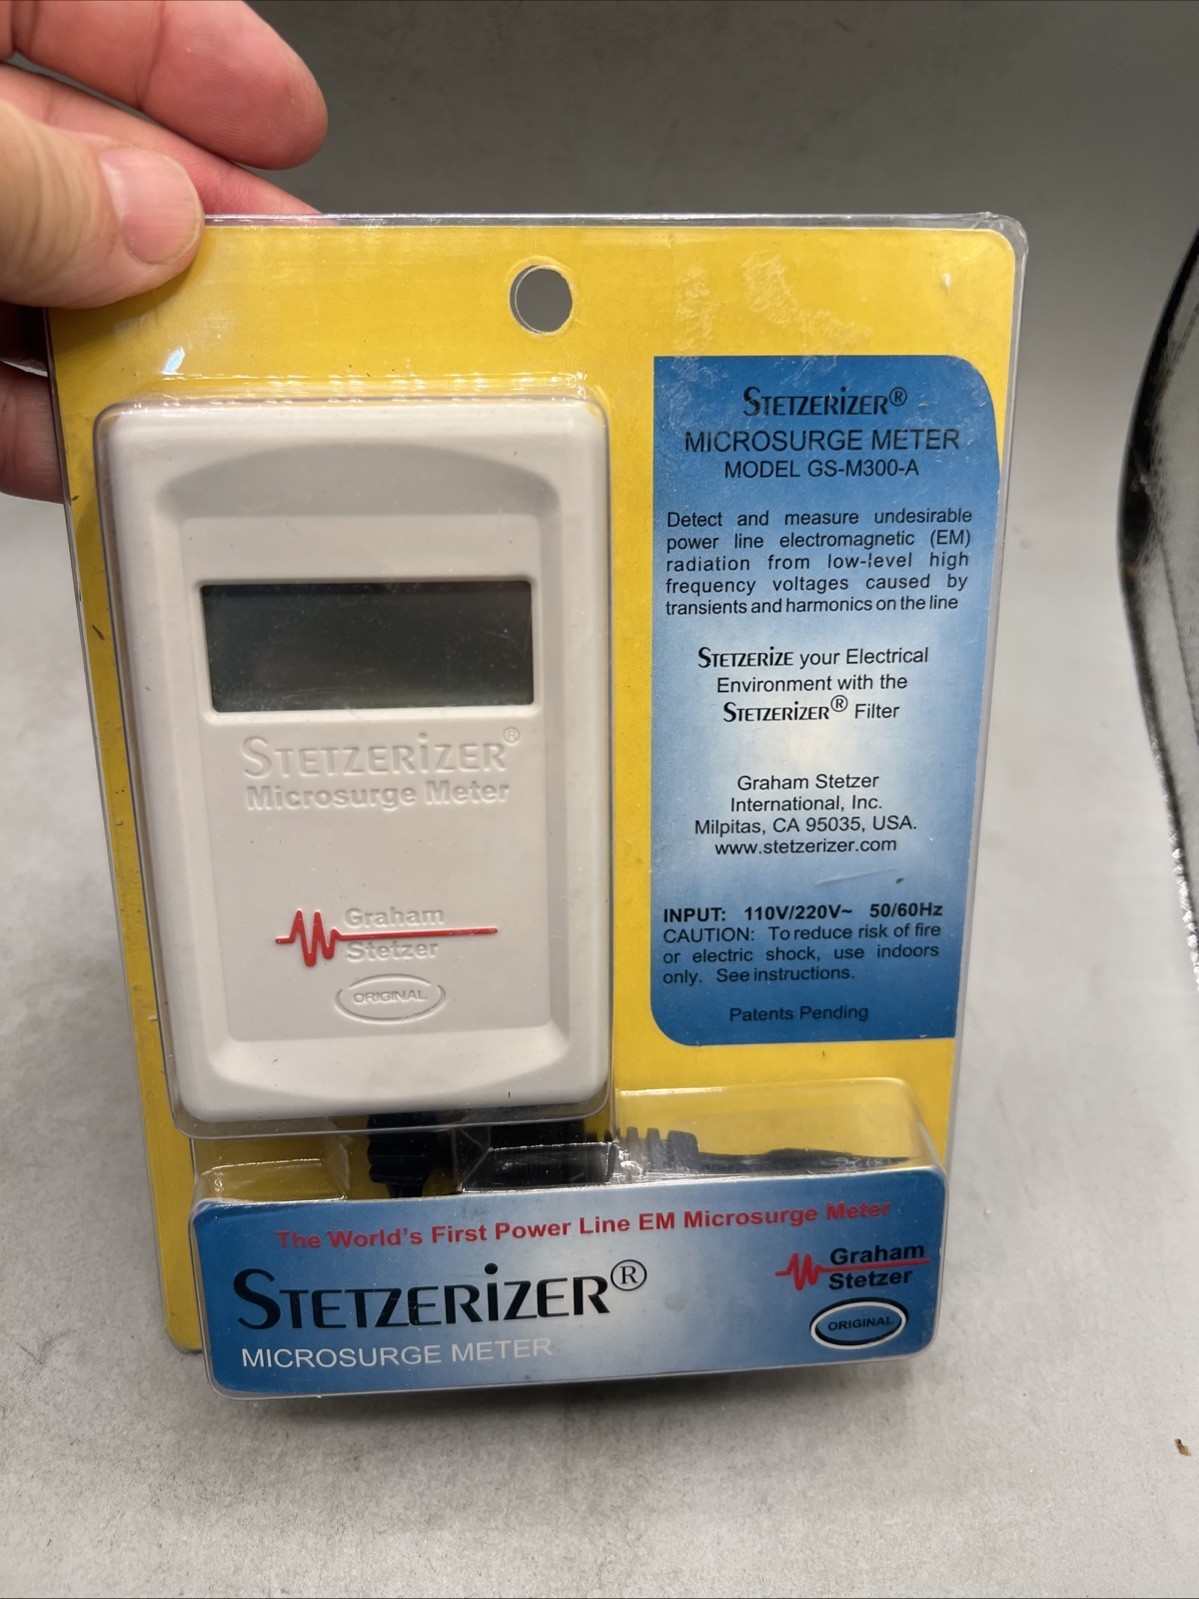 STETZERiZER®
MICROSURGE METER
MODEL GS-M300-A
Detect and measure undesirable
power line electromagnetic (EM)
radiation from low-level high
frequency voltages caused by
transients and harmonics on the line
STETZERiZE your Electrical
Environment with the
STETZERiZER® Filter
Graham Stetzer
International, Inc.
Milpitas, CA 95035, USA.
www.stetzerizer.com
INPUT: 110V/220V~ 50/60Hz
CAUTION: To reduce risk of fire
or electric shock, use indoors
only. See instructions.
Patents Pending
STETZERiZER®
Microsurge Meter
Graham
Stetzer
ORIGINAL
The World's First Power Line EM Microsurge Meter
STETZERiZER®
MICROSURGE METER
Graham
Stetzer
ORIGINAL